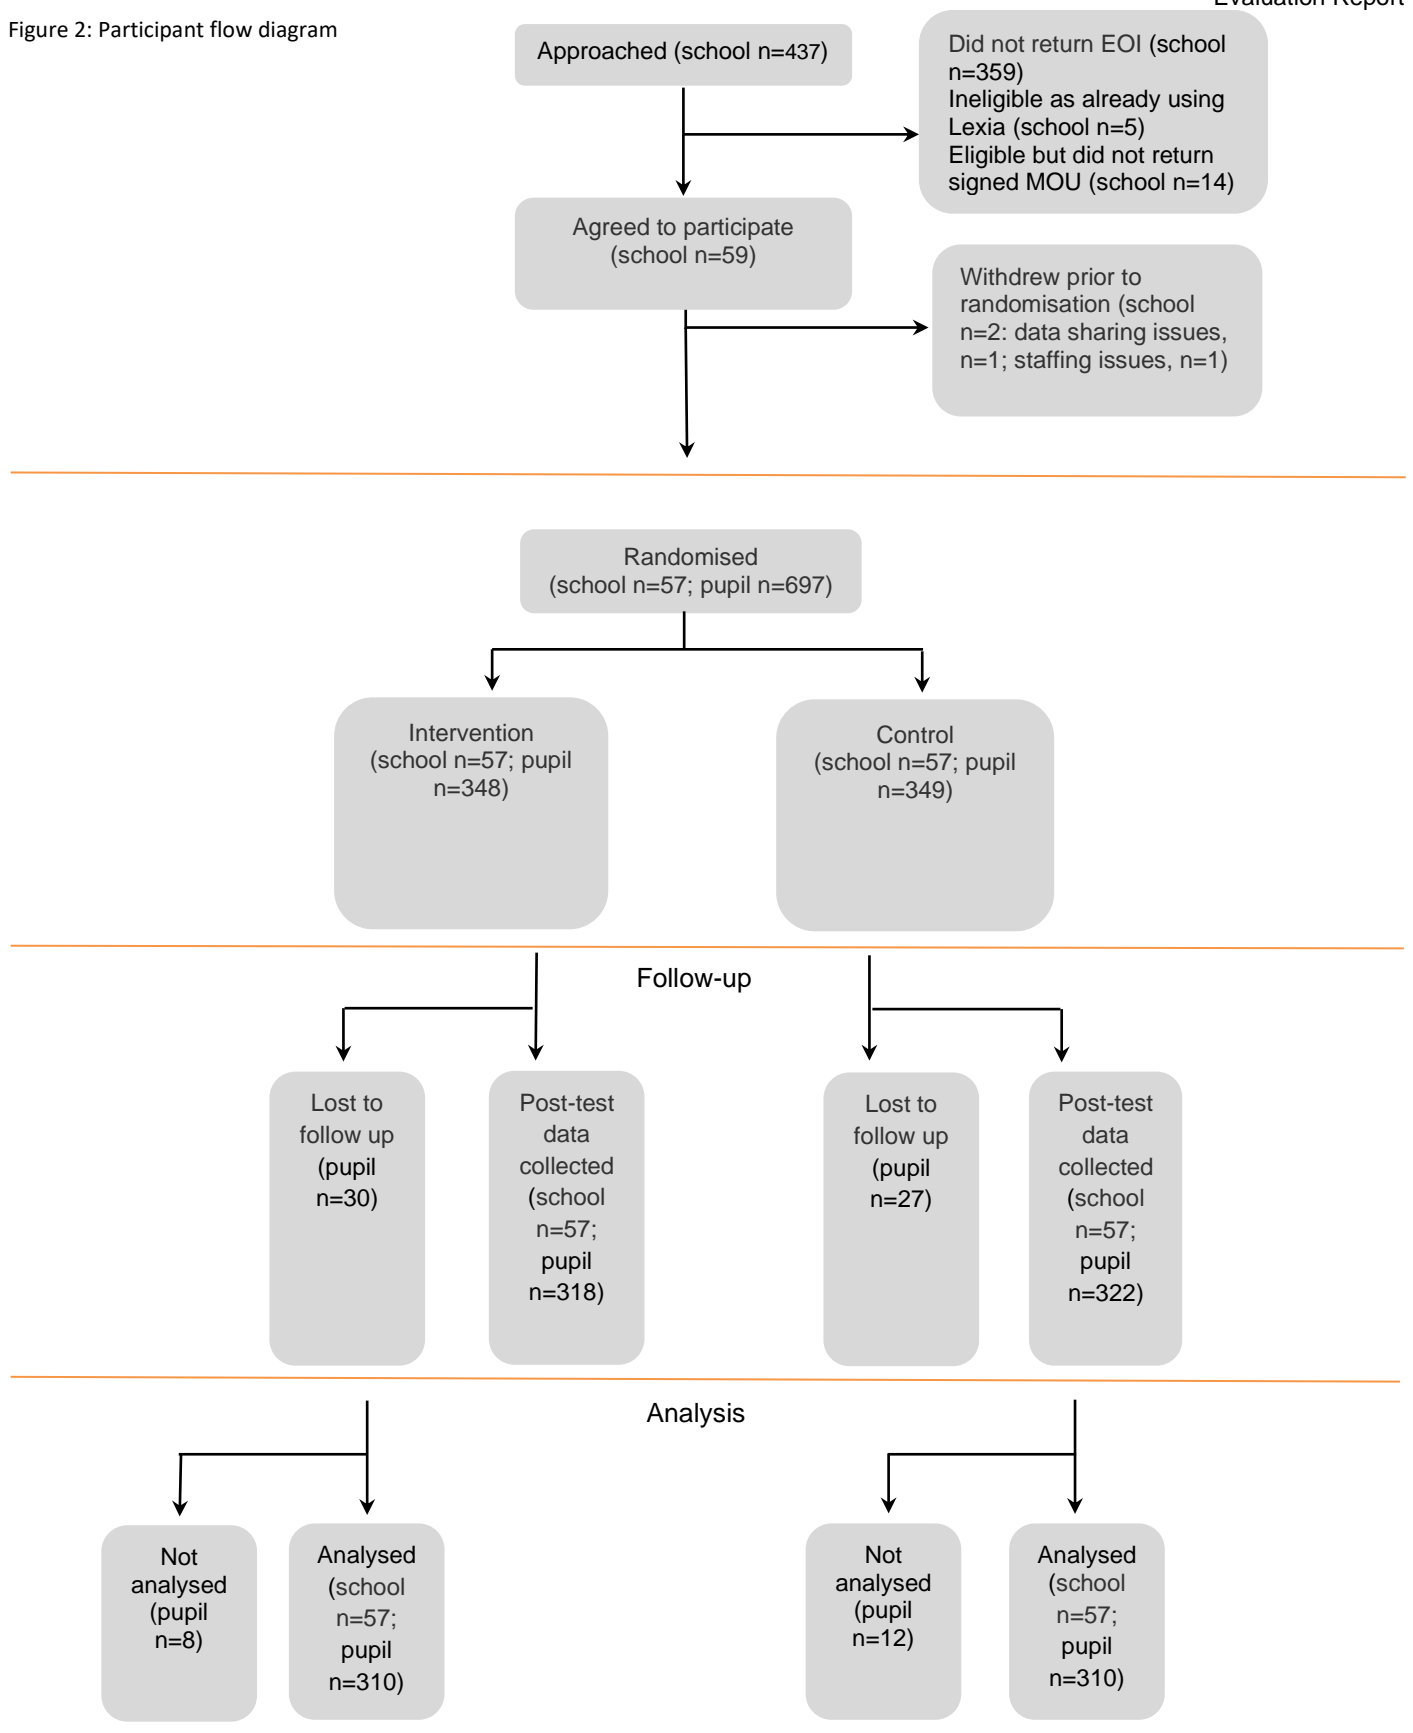 Evaluation Report
Figure 2: Participant flow diagram
Approached (school n=437)
Did not return EOI (school
n=359)
Ineligible as already using
Lexia (school n=5)
Eligible but did not return
signed MOU (school n=14)
Agreed to participate
(school n=59)
Withdrew prior to
randomisation (school
n=2: data sharing issues,
n=1; staffing issues, n=1)
Randomised
(school n=57; pupil n=697)
Intervention
(school n=57; pupil
n=348)
Control
(school n=57; pupil
n=349)
Follow-up
Lost to
follow up
(pupil
n=30)
Post-test
data
collected
(school
n=57;
pupil
n=318)
Lost to
follow up
(pupil
n=27)
Post-test
data
collected
(school
n=57;
pupil
n=322)
Analysis
Not
analysed
(pupil
n=8)
Analysed
(school
n=57;
pupil
n=310)
Not
analysed
(pupil
n=12)
Analysed
(school
n=57;
pupil
n=310)